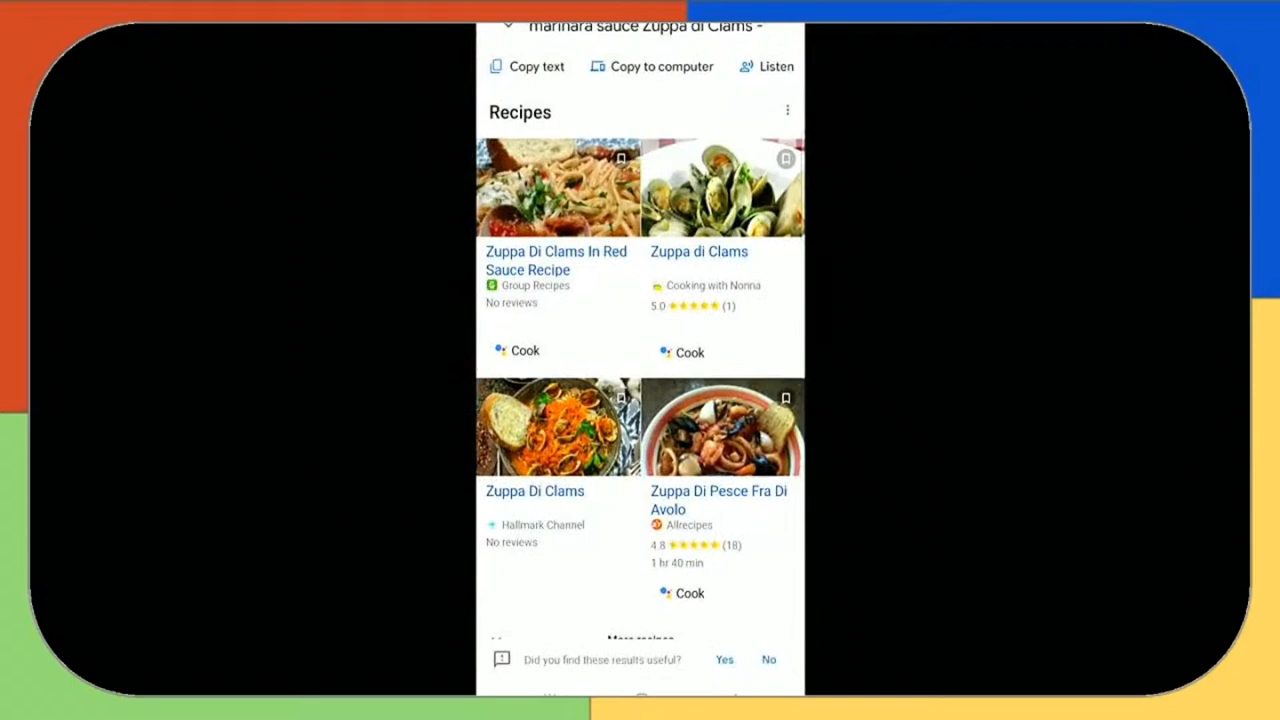 marinara sauce Zuppa di Clams -
Copy text Copy to computer Listen
Recipes
Zuppa Di Clams In Red
Sauce Recipe
Group Recipes
No reviews
Cook
Zuppa di Clams
Cooking with Nonna
5.0 ★★★★★ (1)
Cook
Zuppa Di Clams
Hallmark Channel
No reviews
Zuppa Di Pesce Fra Di
Avolo
Allrecipes
4.8 ★★★★★ (18)
1 hr 40 min
Cook
More recipes
Did you find these results useful? Yes No